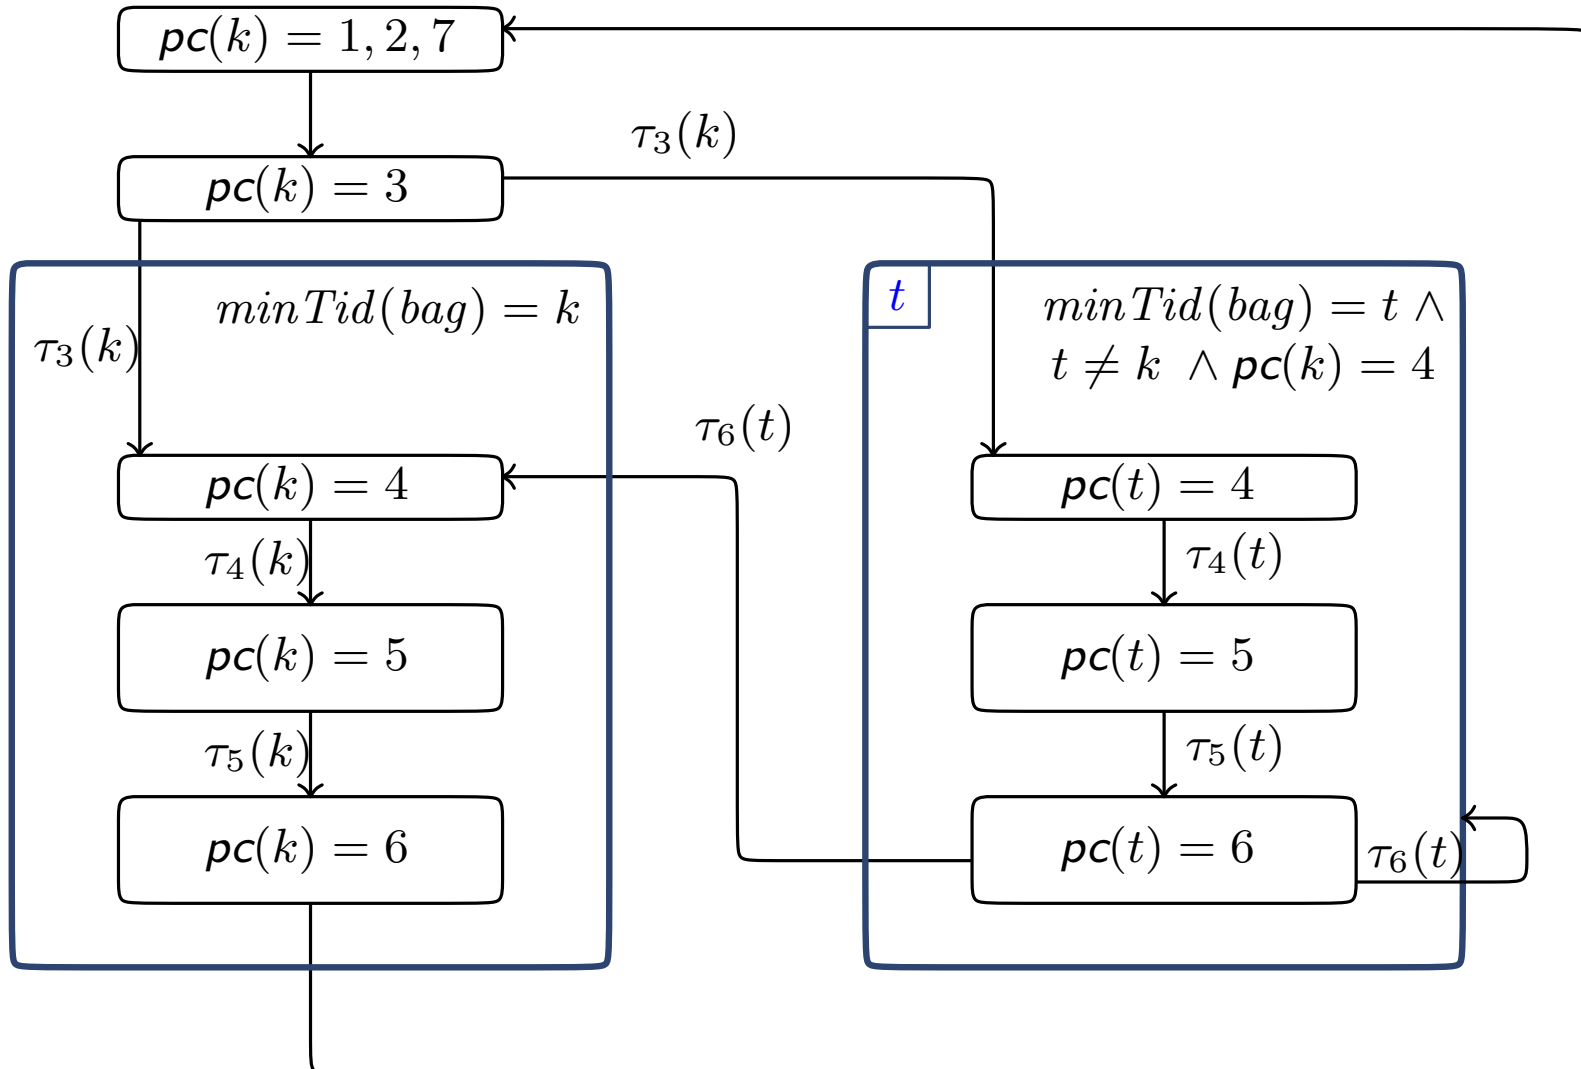 pc(k) = 1, 2, 7
τ₃(k)
pc(k) = 3
minTid(bag) = k
t
minTid(bag) = t ∧
t ≠ k ∧ pc(k) = 4
τ₃(k)
τ₆(t)
pc(k) = 4
pc(t) = 4
τ₄(k)
τ₄(t)
pc(k) = 5
pc(t) = 5
τ₅(k)
τ₅(t)
pc(k) = 6
pc(t) = 6
τ₆(t)